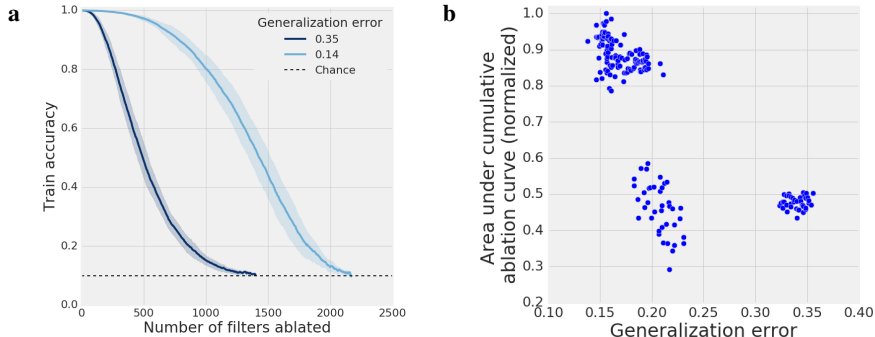 a
Train accuracy
1.0
0.8
0.6
0.4
0.2
0.0
Generalization error
0.35
0.14
Chance
0 500 1000 1500 2000 2500
Number of filters ablated
b
Area under cumulative
ablation curve (normalized)
1.0
0.9
0.8
0.7
0.6
0.5
0.4
0.3
0.2
0.10 0.15 0.20 0.25 0.30 0.35 0.40
Generalization error